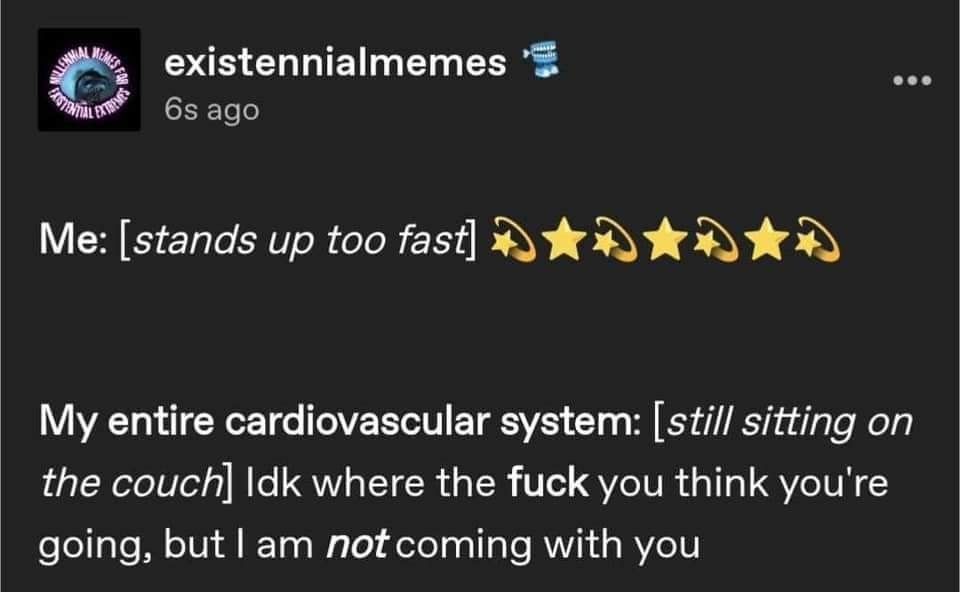 MILLENNIAL MEMES FOR EXISTENTIAL EXTREMES
existennialmemes
6s ago
Me: [stands up too fast] 💫⭐💫⭐💫⭐💫
My entire cardiovascular system: [still sitting on
the couch] Idk where the fuck you think you're
going, but I am not coming with you